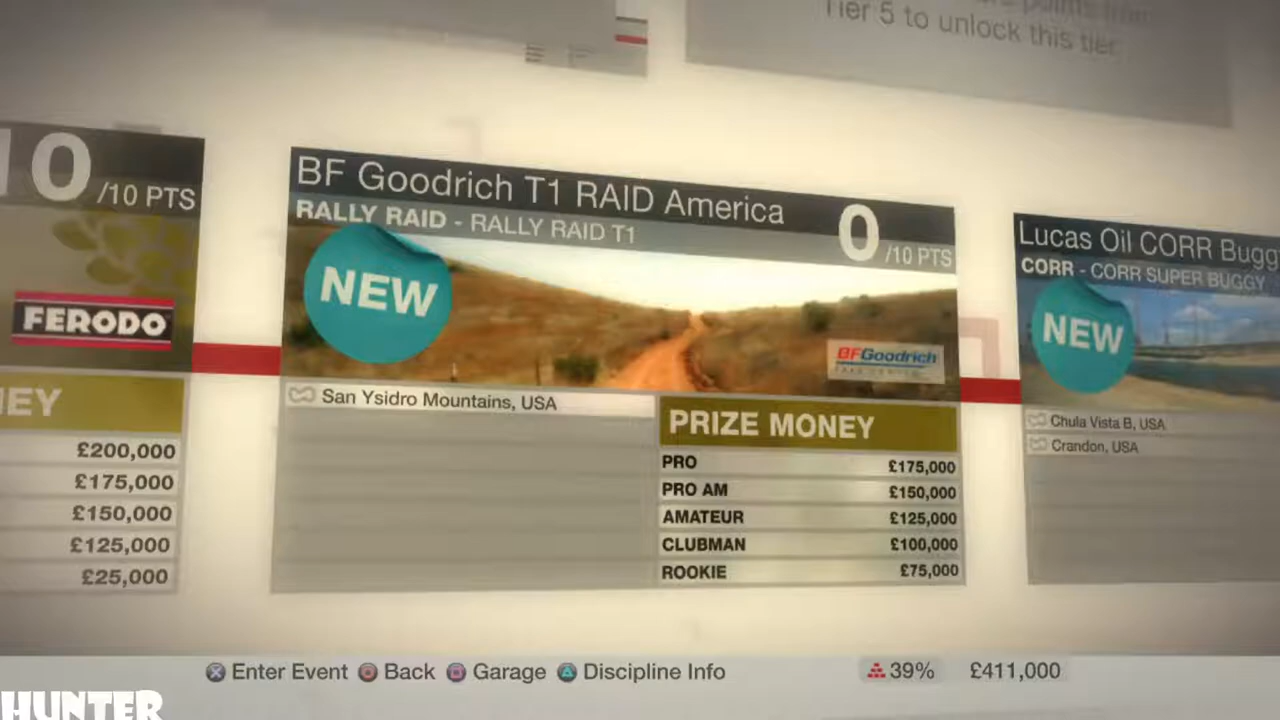 Tier 5 to unlock this tier.
10 /10 PTS
FERODO
£200,000
£175,000
£150,000
£125,000
£25,000
BF Goodrich T1 RAID America
0 /10 PTS
RALLY RAID - RALLY RAID T1
NEW
BFGoodrich
San Ysidro Mountains, USA
PRIZE MONEY
PRO £175,000
PRO AM £150,000
AMATEUR £125,000
CLUBMAN £100,000
ROOKIE £75,000
Lucas Oil CORR
CORR - CORR SUPER BUGGY
NEW
Chula Vista B, USA
Crandon, USA
Enter Event Back Garage Discipline Info 39% £411,000
HUNTER